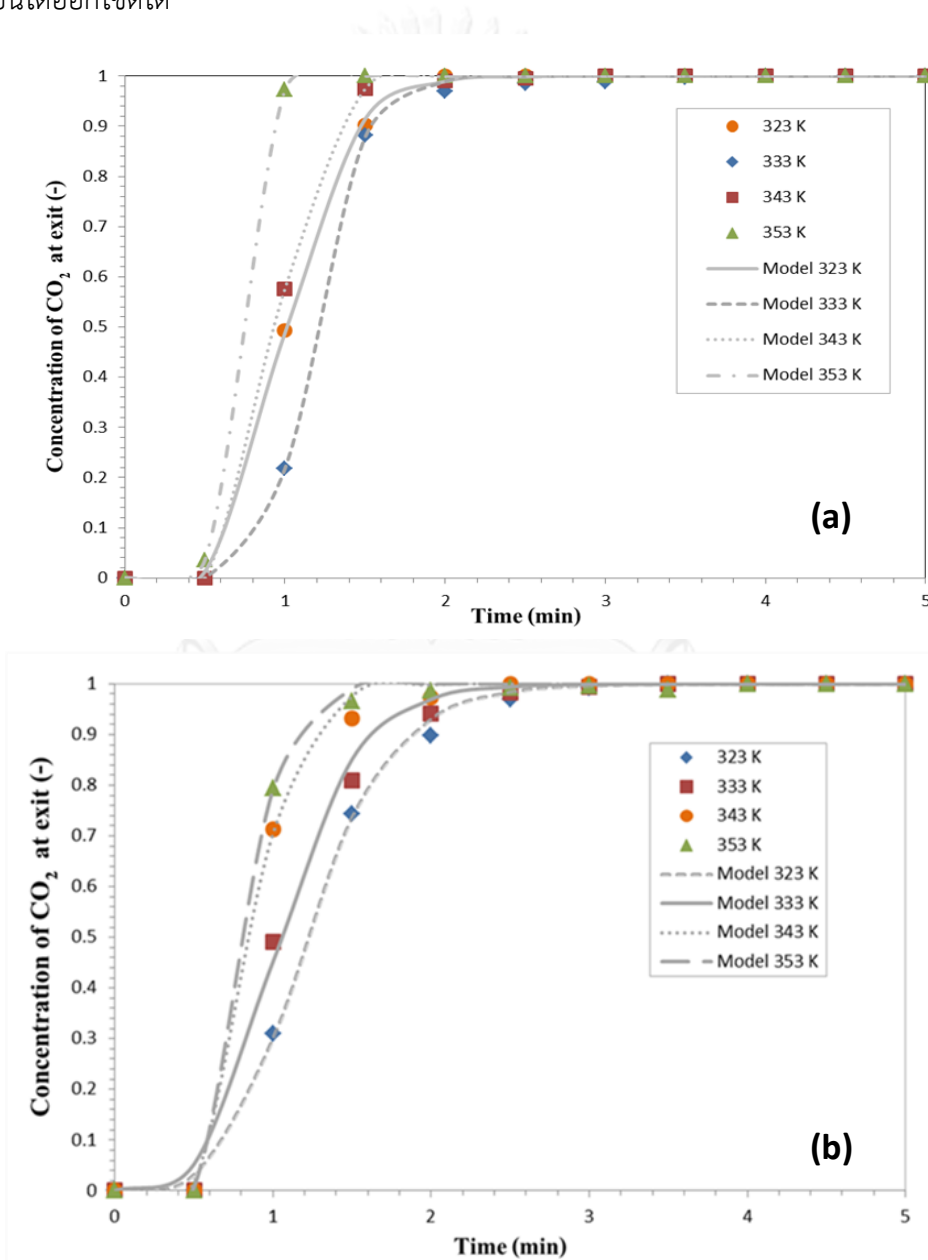 1
0.9
0.8
0.7
0.6
0.5
0.4
0.3
0.2
0.1
0
Concentration of CO₂ at exit (-)
323 K
333 K
343 K
353 K
Model 323 K
Model 333 K
Model 343 K
Model 353 K
(a)
0 1 2 3 4 5
Time (min)
1
0.9
0.8
0.7
0.6
0.5
0.4
0.3
0.2
0.1
0
Concentration of CO₂ at exit (-)
323 K
333 K
343 K
353 K
Model 323 K
Model 333 K
Model 343 K
Model 353 K
(b)
0 1 2 3 4 5
Time (min)